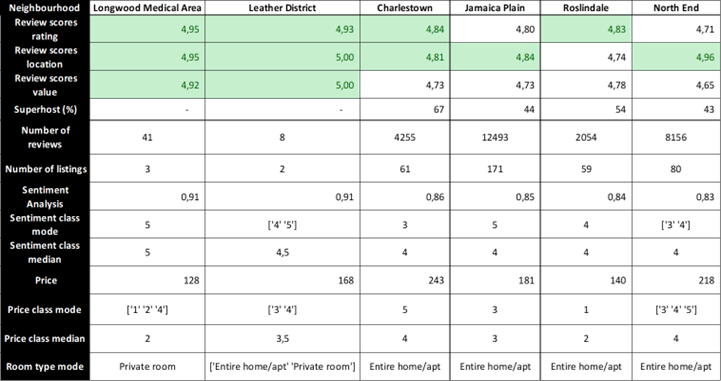 Neighbourhood Longwood Medical Area Leather District Charlestown Jamaica Plain Roslindale North End
Review scores rating 4,95 4,93 4,84 4,80 4,83 4,71
Review scores location 4,95 5,00 4,81 4,84 4,74 4,96
Review scores value 4,92 5,00 4,73 4,73 4,78 4,65
Superhost (%) - - 67 44 54 43
Number of reviews 41 8 4255 12493 2054 8156
Number of listings 3 2 61 171 59 80
Sentiment Analysis 0,91 0,91 0,86 0,85 0,84 0,83
Sentiment class mode 5 ['4' '5'] 3 5 4 ['3' '4']
Sentiment class median 5 4,5 4 4 4 4
Price 128 168 243 181 140 218
Price class mode ['1' '2' '4'] ['3' '4'] 5 3 1 ['3' '4' '5']
Price class median 2 3,5 4 3 2 4
Room type mode Private room ['Entire home/apt' 'Private room'] Entire home/apt Entire home/apt Entire home/apt Entire home/apt